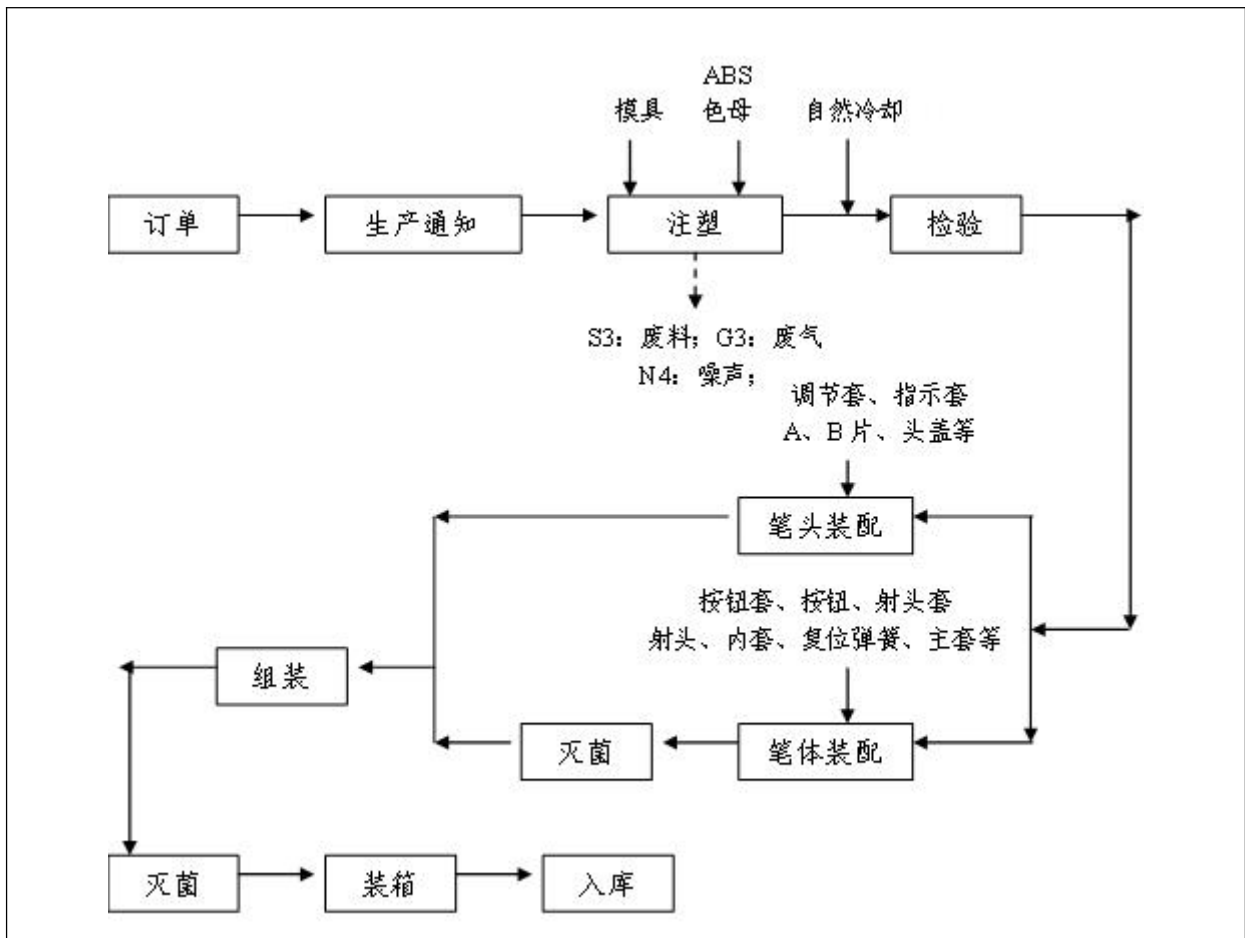 ABS
模具
色母
自然冷却
订单
生产通知
注塑
检验
S3：废料；G3：废气
N4：噪声；
调节套、指示套
A、B片、头盖等
笔头装配
按钮套、按钮、射头套
射头、内套、复位弹簧、主套等
组装
灭菌
笔体装配
灭菌
装箱
入库